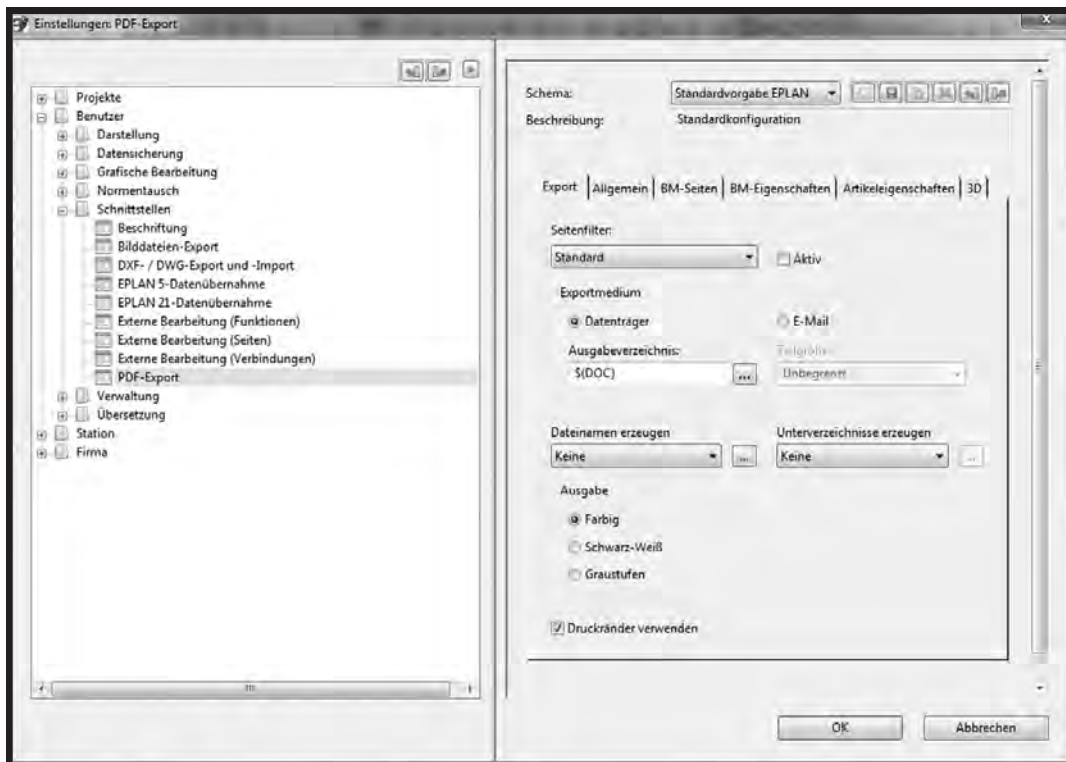 Einstellungen: PDF-Export
x
Projekte
Benutzer
Darstellung
Datensicherung
Grafische Bearbeitung
Normentausch
Schnittstellen
Beschriftung
Bilddateien-Export
DXF- / DWG-Export und -Import
EPLAN 5-Datenübernahme
EPLAN 21-Datenübernahme
Externe Bearbeitung (Funktionen)
Externe Bearbeitung (Seiten)
Externe Bearbeitung (Verbindungen)
PDF-Export
Verwaltung
Übersetzung
Station
Firma
Schema: Standardvorgabe EPLAN
Beschreibung: Standardkonfiguration
Export Allgemein BM-Seiten BM-Eigenschaften Artikeleigenschaften 3D
Seitenfilter:
Standard Aktiv
Exportmedium
Datenträger E-Mail
Ausgabeverzeichnis:
$(DOC) ... Unbegrenzt
Dateinamen erzeugen Unterverzeichnisse erzeugen
Keine ... Keine ...
Ausgabe
Farbig
Schwarz-Weiß
Graustufen
Druckränder verwenden
OK Abbrechen